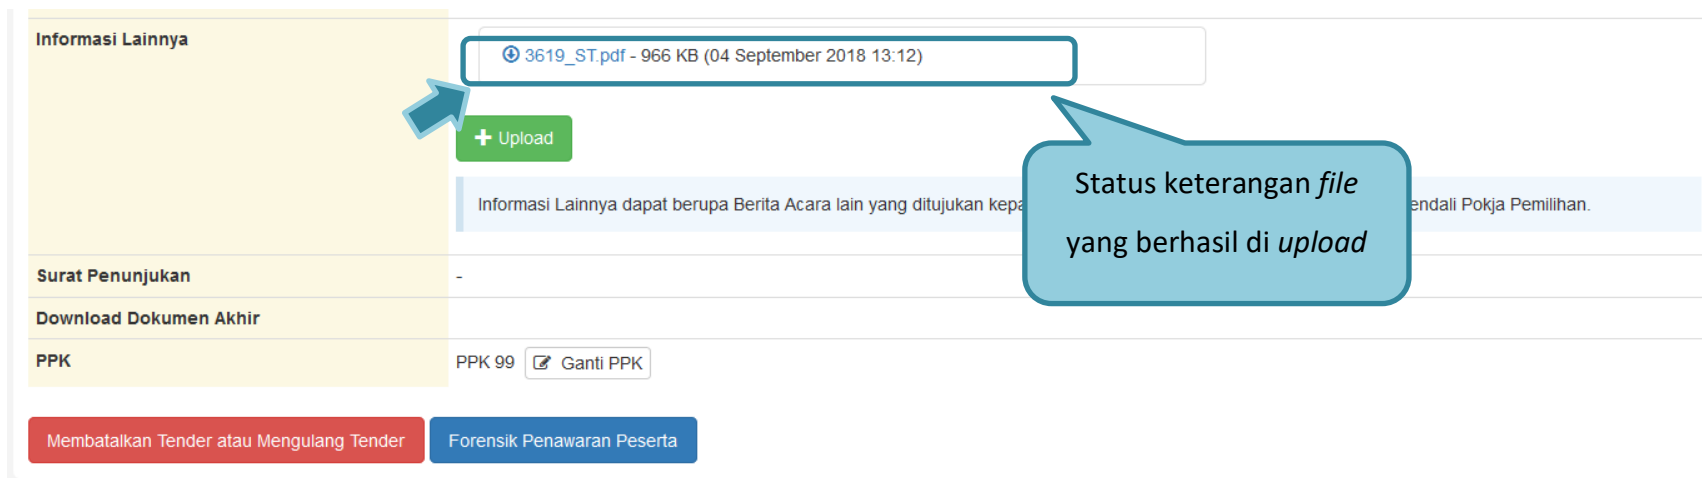 Informasi Lainnya
3619_ST.pdf - 966 KB (04 September 2018 13:12)
+ Upload
Status keterangan file
yang berhasil di upload
Informasi Lainnya dapat berupa Berita Acara lain yang ditujukan endali Pokja Pemilihan.
Surat Penunjukan
-
Download Dokumen Akhir
PPK
PPK 99 Ganti PPK
Membatalkan Tender atau Mengulang Tender Forensik Penawaran Peserta